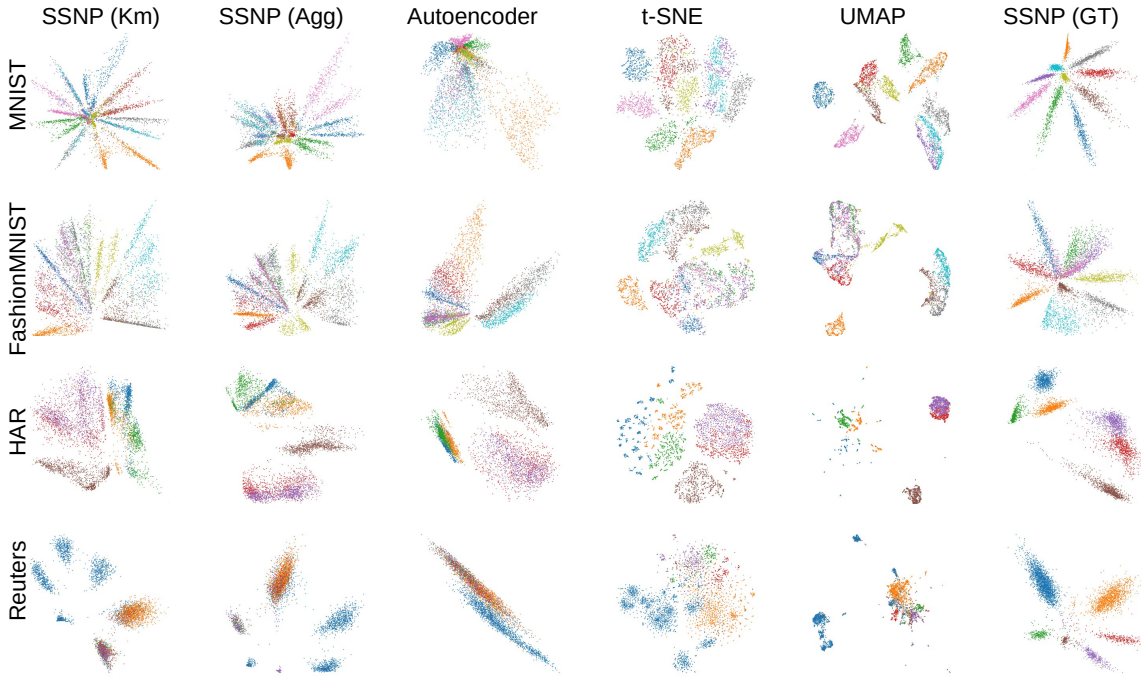 SSNP (Km) SSNP (Agg) Autoencoder t-SNE UMAP SSNP (GT)
MNIST
FashionMNIST
HAR
Reuters